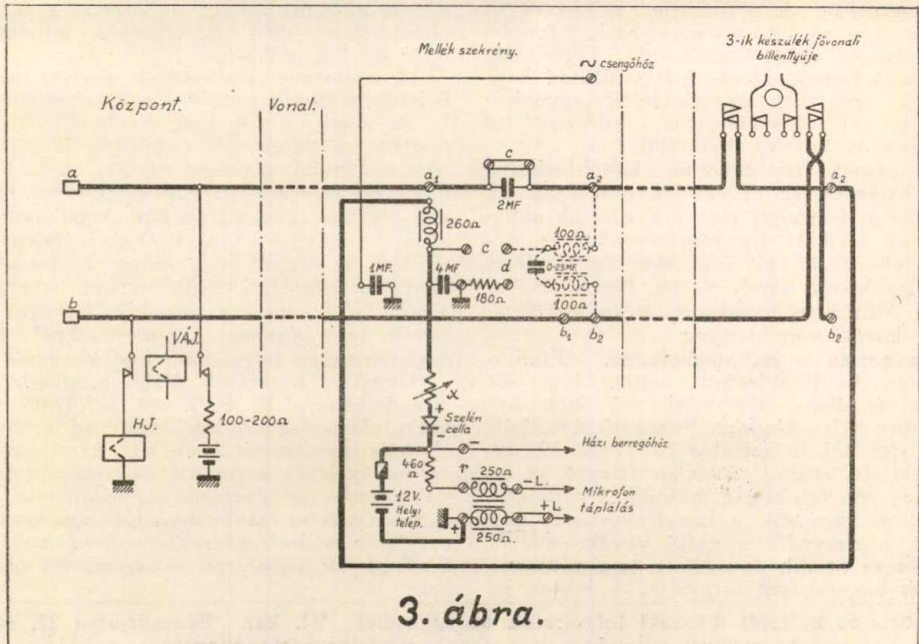 Mellék szekrény.
3-ik készülék fővonali
billentyűje
∿ csengőhöz
Központ.
Vonal.
a
a₁
c
2MF
a₂
a₂
260Ω
c
100Ω
1MF.
4MF
d
0·25MF
180Ω
100Ω
b
b₁
b₂
b₂
VÁJ.
HJ.
100-200Ω
x
+
Szelén
cella
-
-
Házi berregőhöz
460
Ω
r
250Ω
-L.
Mikrofon
táplálás
12V.
Helyi
telep.
+
+L
250Ω.
3. ábra.